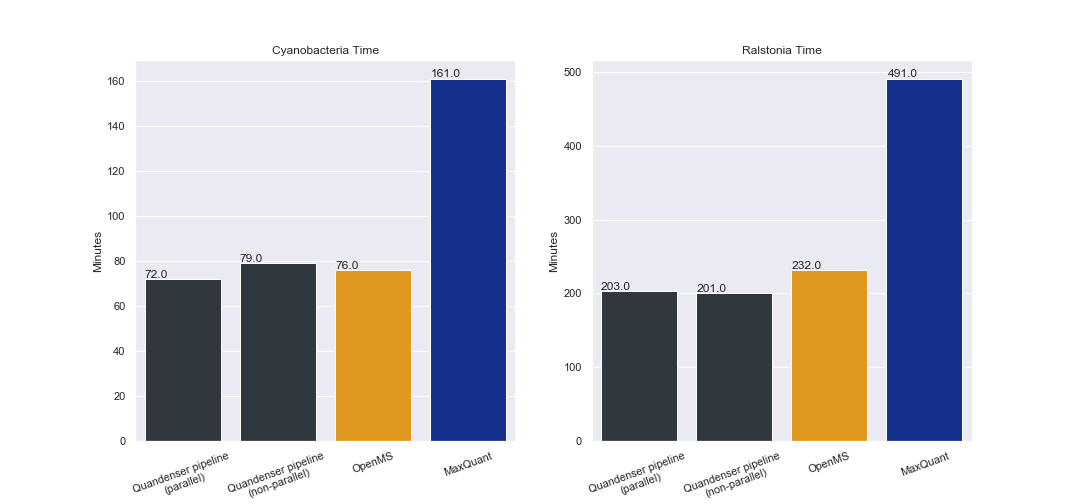 Cyanobacteria Time
Minutes
160
140
120
100
80
60
40
20
0
72.0
79.0
76.0
161.0
Quandenser pipeline
(parallel)
Quandenser pipeline
(non-parallel)
OpenMS
MaxQuant
Ralstonia Time
Minutes
500
400
300
200
100
0
203.0
201.0
232.0
491.0
Quandenser pipeline
(parallel)
Quandenser pipeline
(non-parallel)
OpenMS
MaxQuant